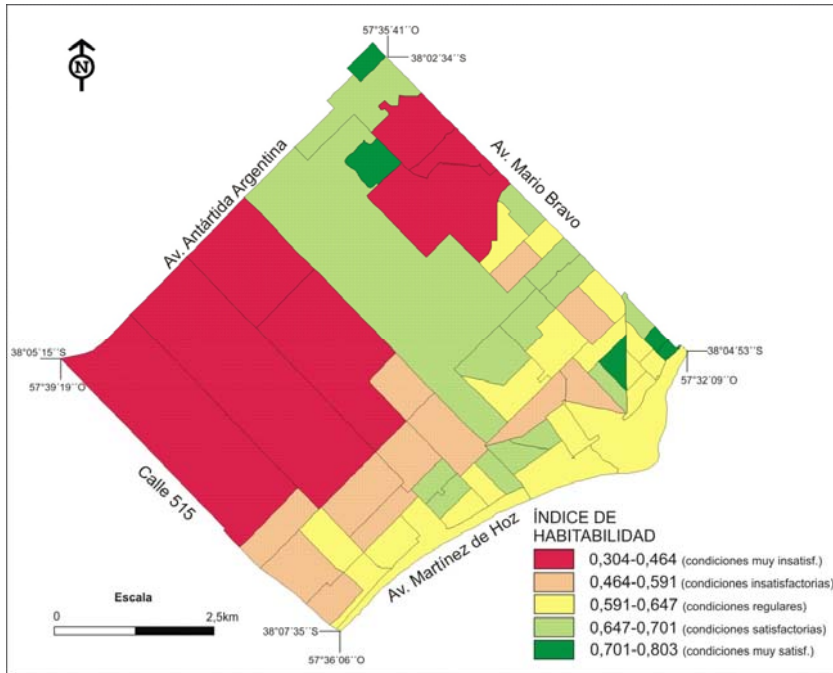 57°35´41´´O
38°02´34´´S
N
Av. Antártida Argentina
Av. Mario Bravo
38°05´15´´S
57°39´19´´O
38°04´53´´S
57°32´09´´O
Calle 515
Av. Martínez de Hoz
Escala
0 2,5km
38°07´35´´S
57°36´06´´O
ÍNDICE DE
HABITABILIDAD
0,304-0,464 (condiciones muy insatisf.)
0,464-0,591 (condiciones insatisfactorias)
0,591-0,647 (condiciones regulares)
0,647-0,701 (condiciones satisfactorias)
0,701-0,803 (condiciones muy satisf.)